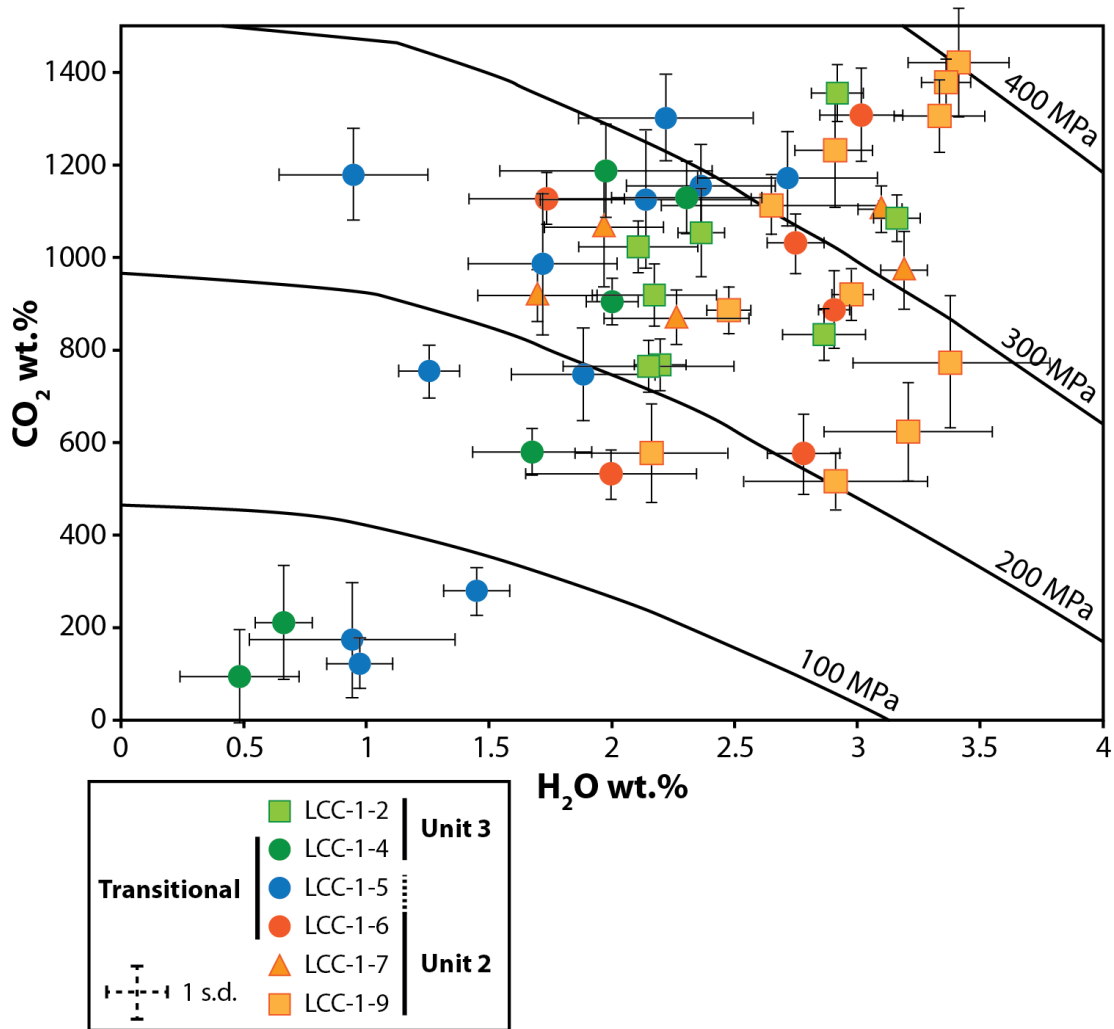 1400
1200
1000
800
600
400
200
0
CO2 wt.%
400 MPa
300 MPa
200 MPa
100 MPa
0 0.5 1 1.5 2 2.5 3 3.5 4
H2O wt.%
LCC-1-2
Unit 3
LCC-1-4
Transitional LCC-1-5
LCC-1-6
LCC-1-7 Unit 2
1 s.d. LCC-1-9